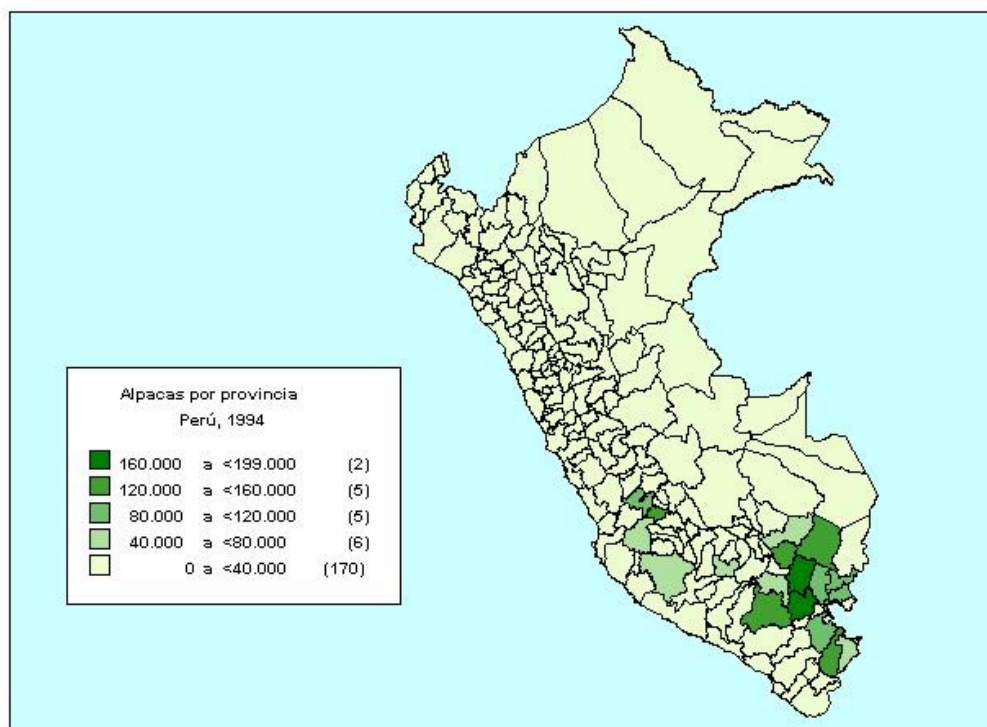 Alpacas por provincia
Perú, 1994
160.000 a <199.000 (2)
120.000 a <160.000 (5)
80.000 a <120.000 (5)
40.000 a <80.000 (6)
0 a <40.000 (170)